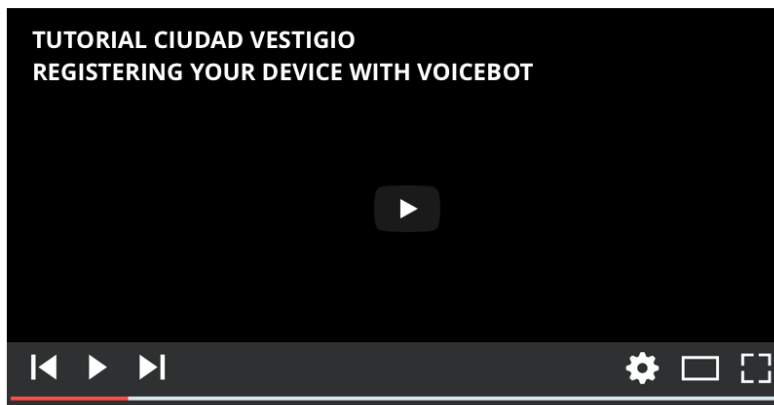 TUTORIAL CIUDAD VESTIGIO
REGISTERING YOUR DEVICE WITH VOICEBOT